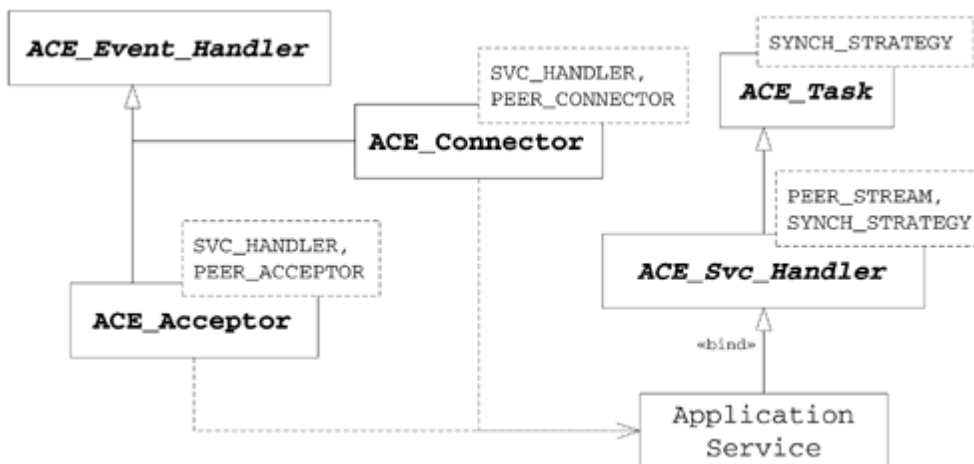 ACE_Event_Handler
SVC_HANDLER,
PEER_CONNECTOR
ACE_Connector
SYNCH_STRATEGY
ACE_Task
SVC_HANDLER,
PEER_ACCEPTOR
ACE_Acceptor
PEER_STREAM,
SYNCH_STRATEGY
ACE_Svc_Handler
«bind»
Application
Service